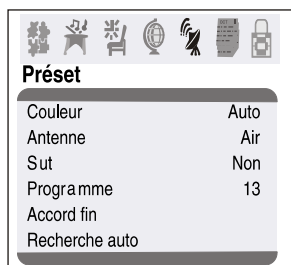 Préset
Couleur Auto
Antenne Air
Sut Non
Programme 13
Accord fin
Recherche auto